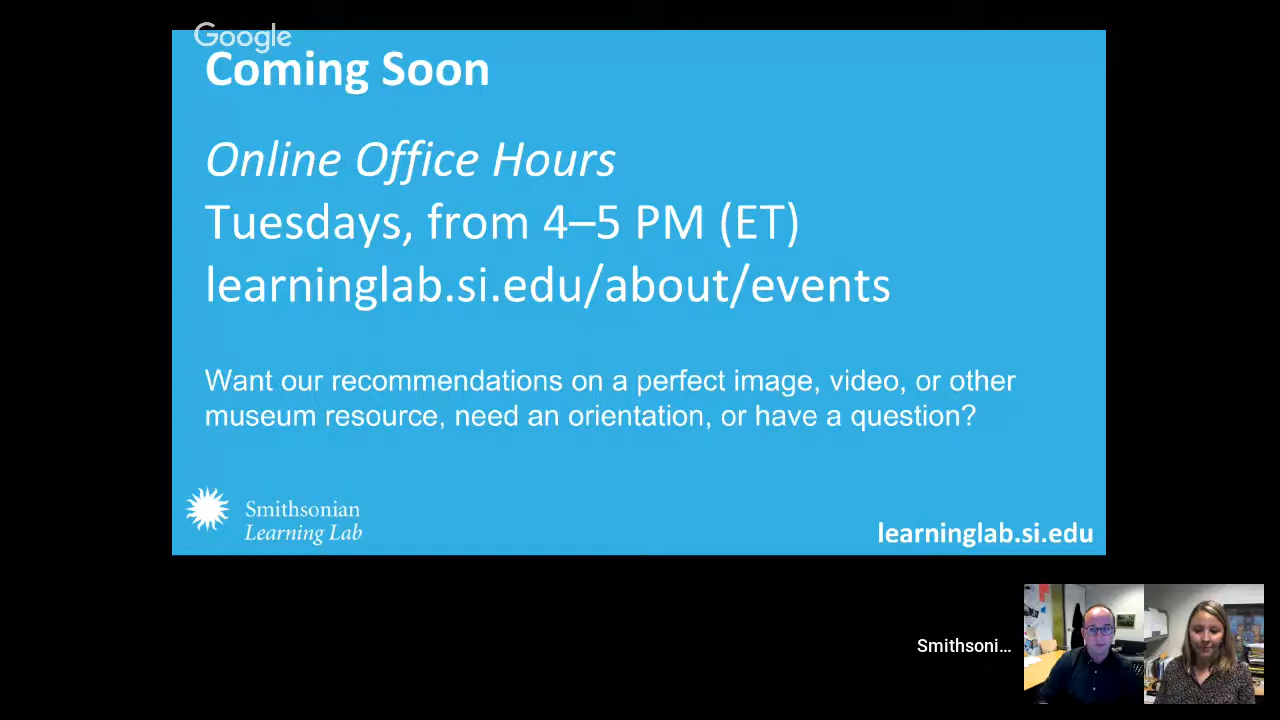 Google
Coming Soon
Online Office Hours
Tuesdays, from 4–5 PM (ET)
learninglab.si.edu/about/events
Want our recommendations on a perfect image, video, or other
museum resource, need an orientation, or have a question?
Smithsonian
Learning Lab
learninglab.si.edu
Smithsoni...